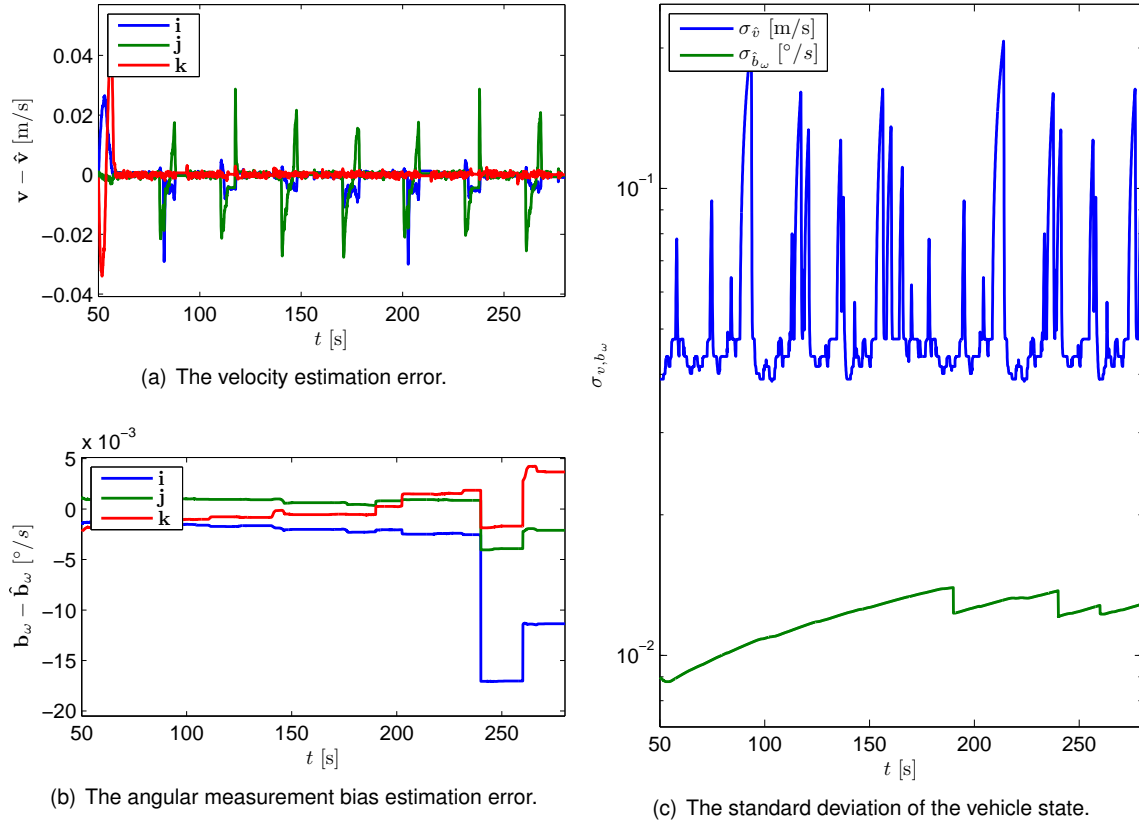 i
j
k
0.04
0.02
0
−0.02
−0.04
v − v̂ [m/s]
50 100 150 200 250
t [s]
(a) The velocity estimation error.
x 10⁻³
i
j
k
5
0
−5
−10
−15
−20
b_ω − b̂_ω [°/s]
50 100 150 200 250
t [s]
(b) The angular measurement bias estimation error.
σ_v̂ [m/s]
σ_b̂_ω [°/s]
10⁻¹
10⁻²
σ_v,b_ω
50 100 150 200 250
t [s]
(c) The standard deviation of the vehicle state.